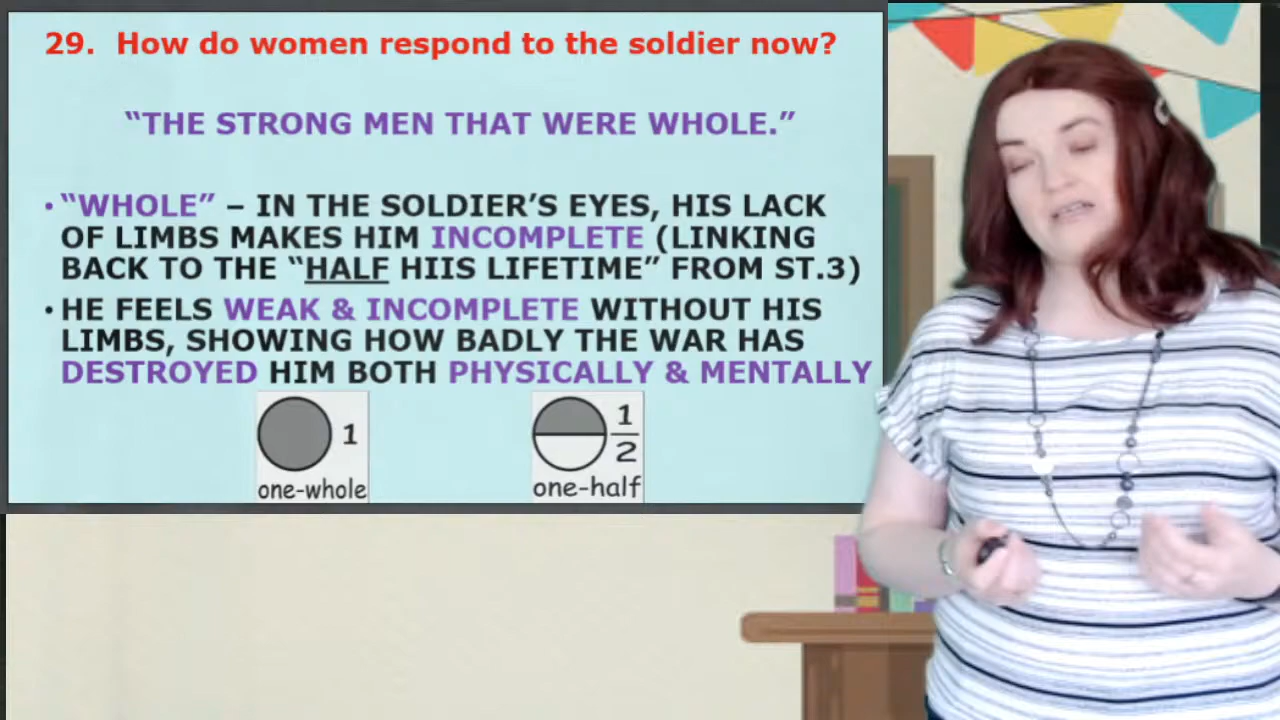 29. How do women respond to the soldier now?
“THE STRONG MEN THAT WERE WHOLE.”
• “WHOLE” – IN THE SOLDIER’S EYES, HIS LACK
OF LIMBS MAKES HIM INCOMPLETE (LINKING
BACK TO THE “HALF HIIS LIFETIME” FROM ST.3)
• HE FEELS WEAK & INCOMPLETE WITHOUT HIS
LIMBS, SHOWING HOW BADLY THE WAR HAS
DESTROYED HIM BOTH PHYSICALLY & MENTALLY
1
one-whole
1
2
one-half